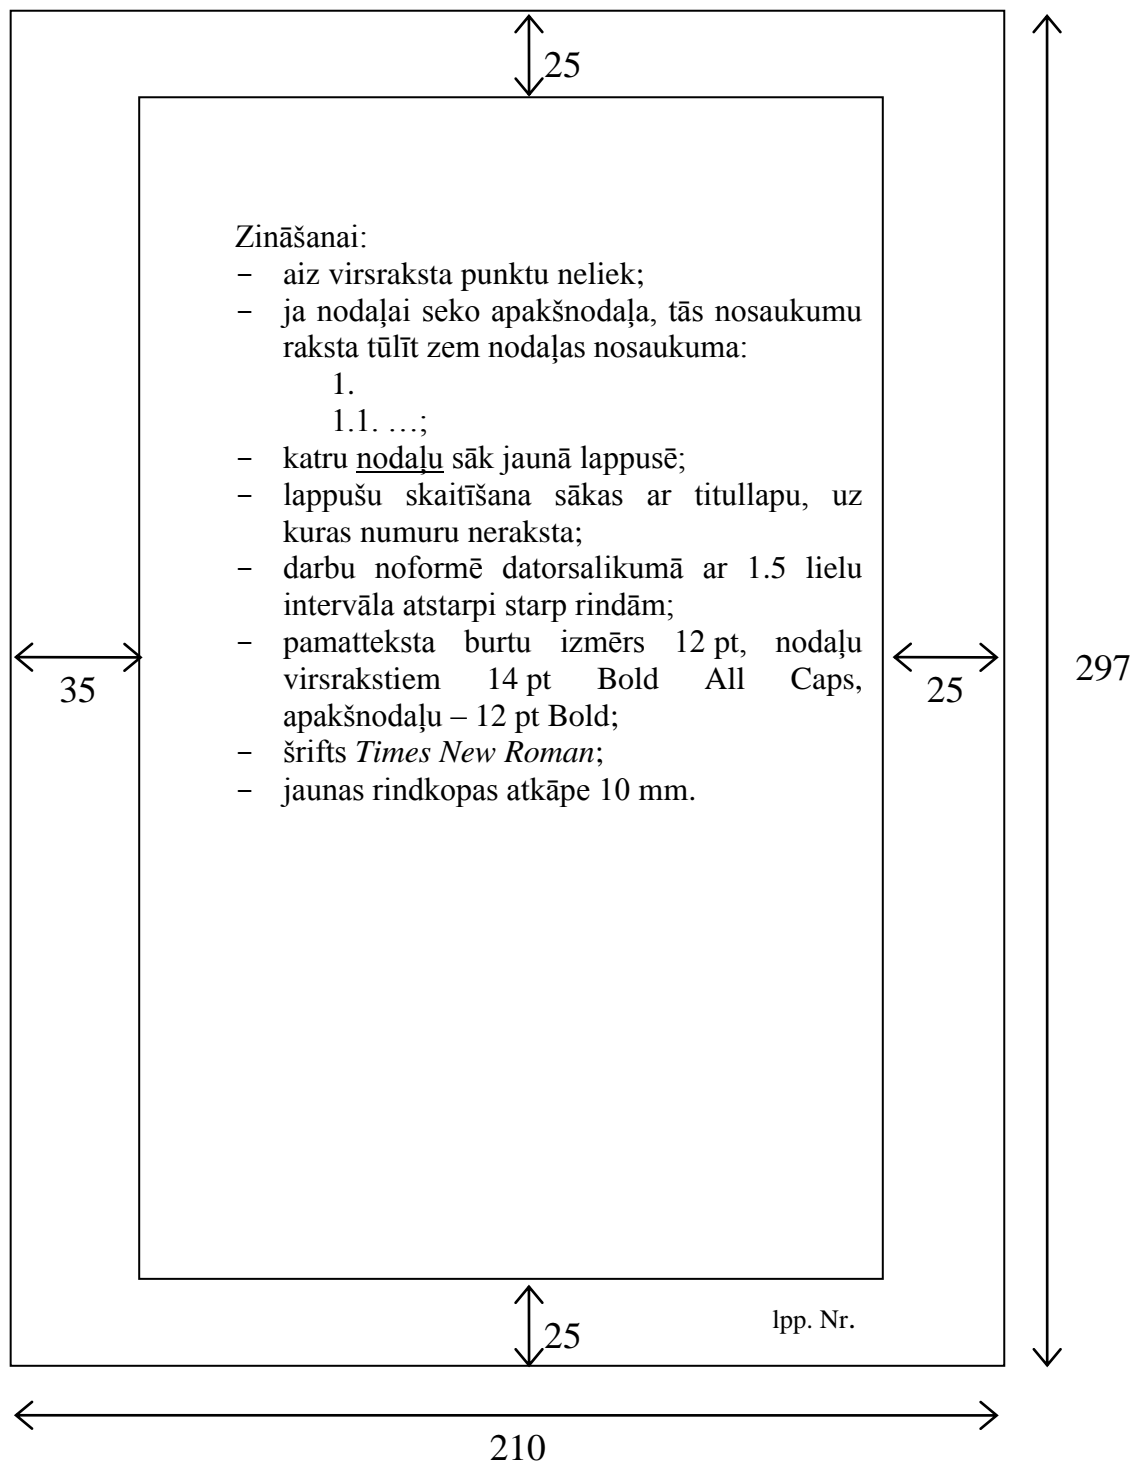 25
Zināšanai:
- aiz virsraksta punktu neliek;
- ja nodaļai seko apakšnodaļa, tās nosaukumu
raksta tūlīt zem nodaļas nosaukuma:
1.
1.1. …;
- katru nodaļu sāk jaunā lappusē;
- lappušu skaitīšana sākas ar titullapu, uz
kuras numuru neraksta;
- darbu noformē datorsalikumā ar 1.5 lielu
intervāla atstarpi starp rindām;
- pamatteksta burtu izmērs 12 pt, nodaļu
virsrakstiem 14 pt Bold All Caps,
apakšnodaļu – 12 pt Bold;
- šrifts Times New Roman;
- jaunas rindkopas atkāpe 10 mm.
35
25
297
lpp. Nr.
25
210